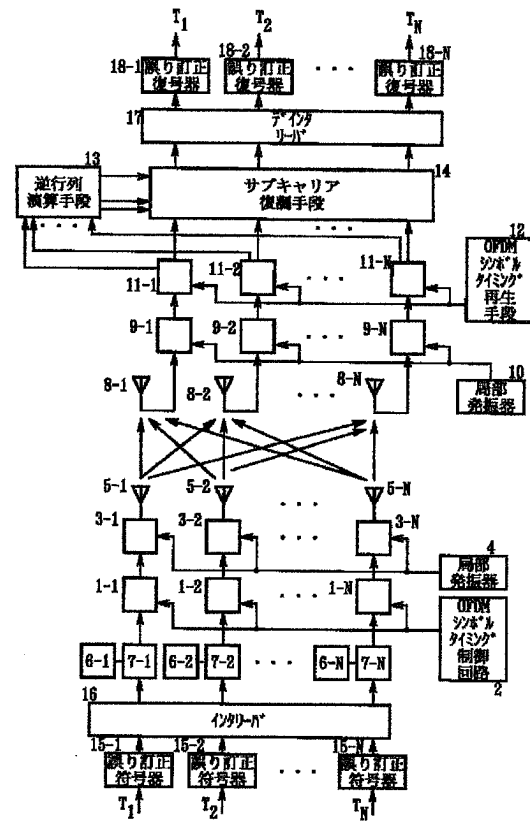 T1 T2 TN
18-1 18-2 18-N
誤り訂正 誤り訂正 誤り訂正
復号器 復号器 復号器
17
デインタ
リーバ
13 14
逆行列
演算手段
サブキャリア
復調手段
12
OFDM
シンボル
タイミング
再生
手段
11-1 11-2 11-N
9-1 9-2 9-N
10
局部
発振器
8-1 8-2 8-N
5-1 5-2 5-N
3-1 3-2 3-N
4
局部
発振器
1-1 1-2 1-N
OFDM
シンボル
タイミング
制御
回路
2
6-1 7-1 6-2 7-2 6-N 7-N
16
インタリーバ
15-1 15-2 15-N
誤り訂正 誤り訂正 誤り訂正
符号器 符号器 符号器
T1 T2 TN